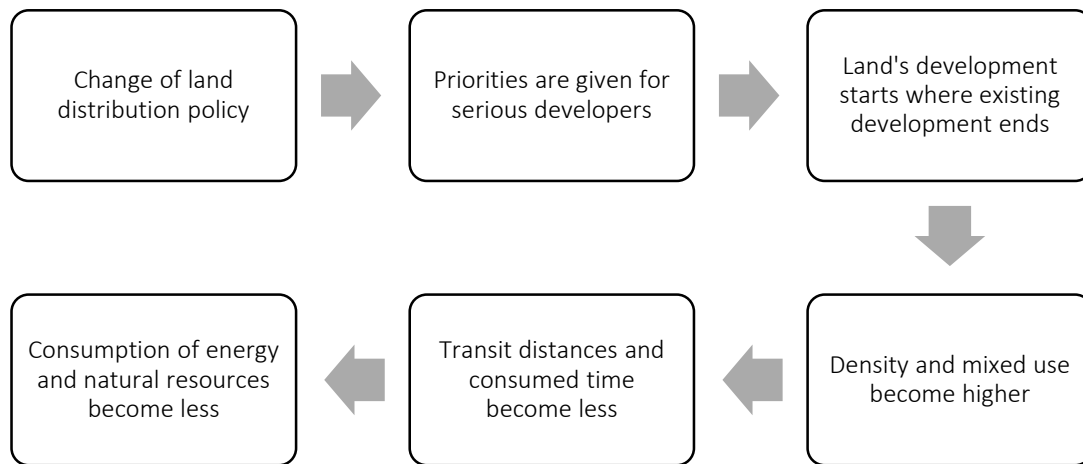 Change of land
distribution policy
Priorities are given for
serious developers
Land's development
starts where existing
development ends
Density and mixed use
become higher
Transit distances and
consumed time
become less
Consumption of energy
and natural resources
become less